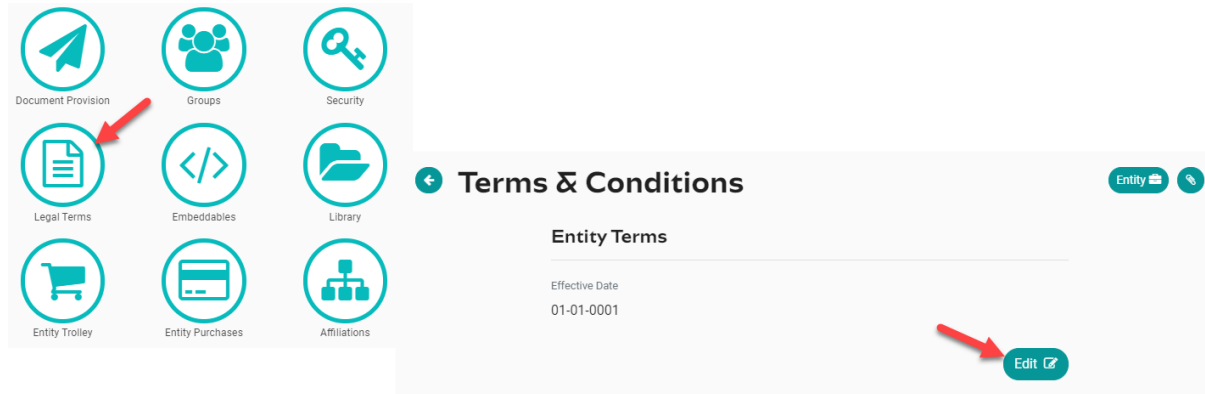 Document Provision
Groups
Security
Legal Terms
Embeddables
Library
Entity Trolley
Entity Purchases
Affiliations
Terms & Conditions
Entity
Entity Terms
Effective Date
01-01-0001
Edit